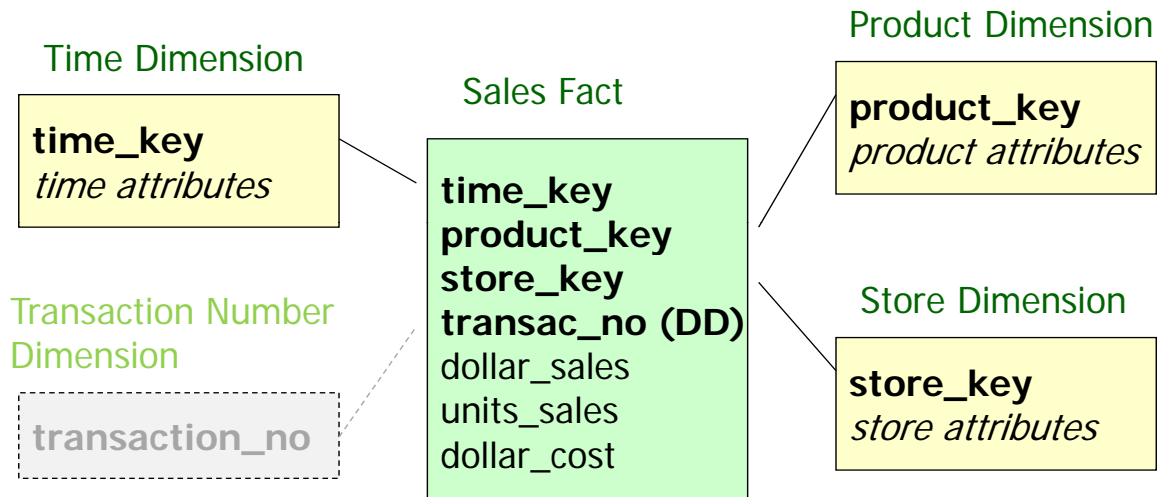 Time Dimension
time_key
time attributes
Transaction Number
Dimension
transaction_no
Sales Fact
time_key
product_key
store_key
transac_no (DD)
dollar_sales
units_sales
dollar_cost
Product Dimension
product_key
product attributes
Store Dimension
store_key
store attributes